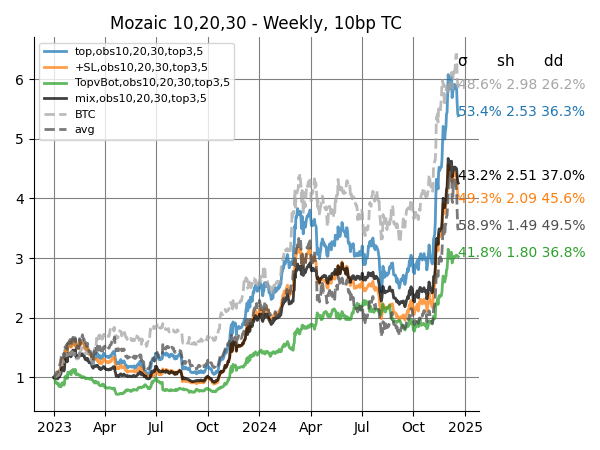 Mozaic 10,20,30 - Weekly, 10bp TC
top,obs10,20,30,top3,5
+SL,obs10,20,30,top3,5
TopvBot,obs10,20,30,top3,5
mix,obs10,20,30,top3,5
BTC
avg
σ sh dd
48.6% 2.98 26.2%
53.4% 2.53 36.3%
43.2% 2.51 37.0%
49.3% 2.09 45.6%
58.9% 1.49 49.5%
41.8% 1.80 36.8%
6
5
4
3
2
1
2023 Apr Jul Oct 2024 Apr Jul Oct 2025